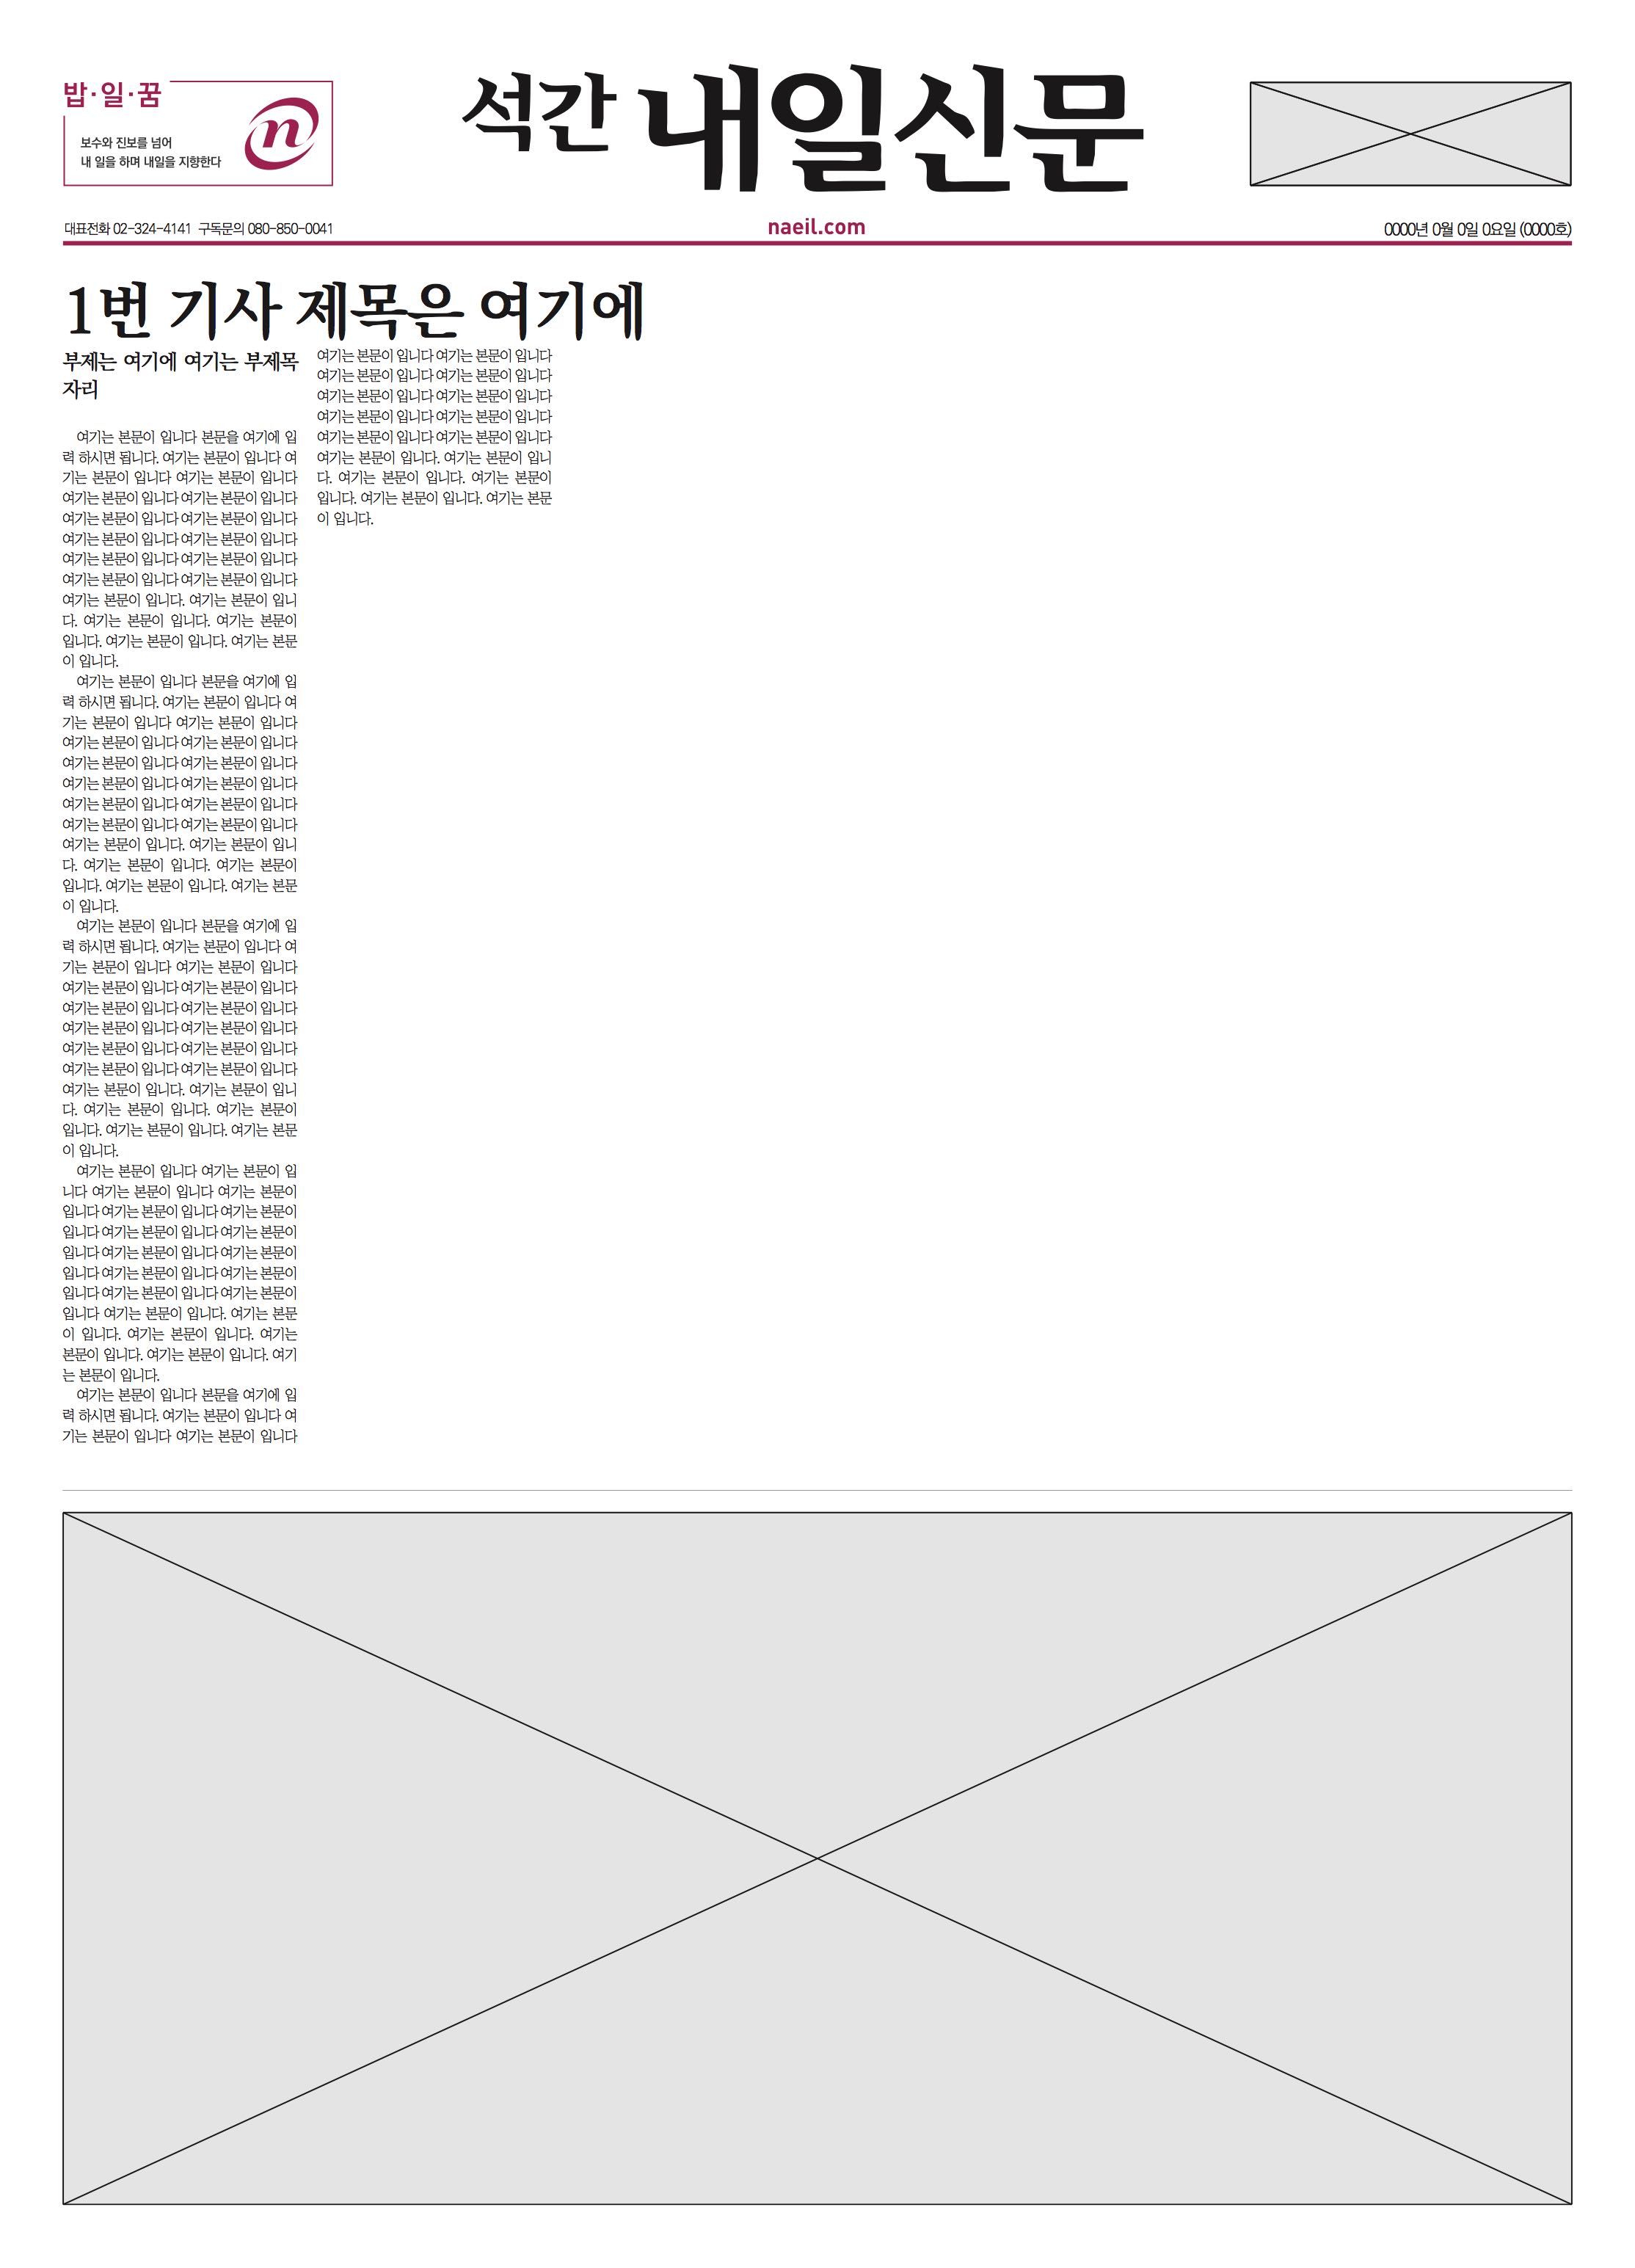 밥·일·꿈
보수와 진보를 넘어
내 일을 하며 내일을 지향한다
n
석간 내일신문
대표전화 02-324-4141 구독문의 080-850-0041
naeil.com
0000년 0월 0일 0요일 (0000호)
1번 기사 제목은 여기에
부제는 여기에 여기는 부제목
자리
여기는 본문이 입니다 본문을 여기에 입
력 하시면 됩니다. 여기는 본문이 입니다 여
기는 본문이 입니다 여기는 본문이 입니다
여기는 본문이 입니다 여기는 본문이 입니다
여기는 본문이 입니다 여기는 본문이 입니다
여기는 본문이 입니다 여기는 본문이 입니다
여기는 본문이 입니다 여기는 본문이 입니다
여기는 본문이 입니다 여기는 본문이 입니다
여기는 본문이 입니다. 여기는 본문이 입니
다. 여기는 본문이 입니다. 여기는 본문이
입니다. 여기는 본문이 입니다. 여기는 본문
이 입니다.
여기는 본문이 입니다 본문을 여기에 입
력 하시면 됩니다. 여기는 본문이 입니다 여
기는 본문이 입니다 여기는 본문이 입니다
여기는 본문이 입니다 여기는 본문이 입니다
여기는 본문이 입니다 여기는 본문이 입니다
여기는 본문이 입니다 여기는 본문이 입니다
여기는 본문이 입니다 여기는 본문이 입니다
여기는 본문이 입니다 여기는 본문이 입니다
여기는 본문이 입니다. 여기는 본문이 입니
다. 여기는 본문이 입니다. 여기는 본문이
입니다. 여기는 본문이 입니다. 여기는 본문
이 입니다.
여기는 본문이 입니다 본문을 여기에 입
력 하시면 됩니다. 여기는 본문이 입니다 여
기는 본문이 입니다 여기는 본문이 입니다
여기는 본문이 입니다 여기는 본문이 입니다
여기는 본문이 입니다 여기는 본문이 입니다
여기는 본문이 입니다 여기는 본문이 입니다
여기는 본문이 입니다 여기는 본문이 입니다
여기는 본문이 입니다 여기는 본문이 입니다
여기는 본문이 입니다. 여기는 본문이 입니
다. 여기는 본문이 입니다. 여기는 본문이
입니다. 여기는 본문이 입니다. 여기는 본문
이 입니다.
여기는 본문이 입니다 여기는 본문이 입
니다 여기는 본문이 입니다 여기는 본문이
입니다 여기는 본문이 입니다 여기는 본문이
입니다 여기는 본문이 입니다 여기는 본문이
입니다 여기는 본문이 입니다 여기는 본문이
입니다 여기는 본문이 입니다 여기는 본문이
입니다 여기는 본문이 입니다 여기는 본문이
입니다 여기는 본문이 입니다. 여기는 본문
이 입니다. 여기는 본문이 입니다. 여기는
본문이 입니다. 여기는 본문이 입니다. 여기
는 본문이 입니다.
여기는 본문이 입니다 본문을 여기에 입
력 하시면 됩니다. 여기는 본문이 입니다 여
기는 본문이 입니다 여기는 본문이 입니다
여기는 본문이 입니다 여기는 본문이 입니다
여기는 본문이 입니다 여기는 본문이 입니다
여기는 본문이 입니다 여기는 본문이 입니다
여기는 본문이 입니다 여기는 본문이 입니다
여기는 본문이 입니다 여기는 본문이 입니다
여기는 본문이 입니다. 여기는 본문이 입니
다. 여기는 본문이 입니다. 여기는 본문이
입니다. 여기는 본문이 입니다. 여기는 본문
이 입니다.